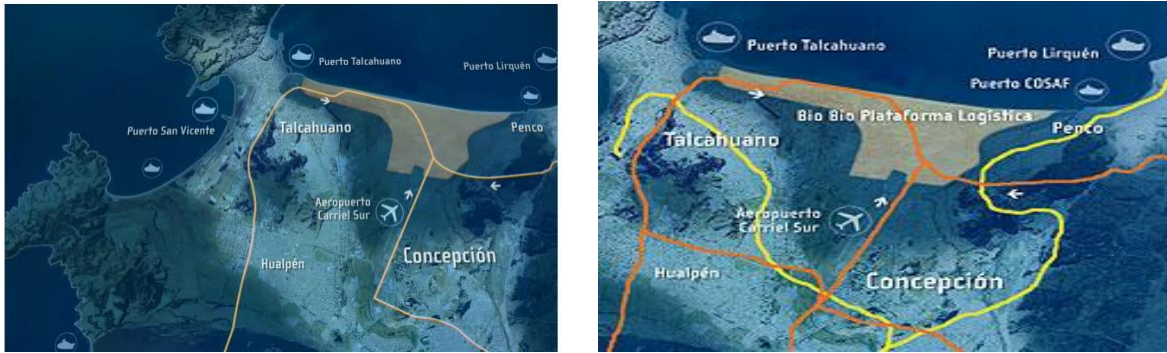 Puerto Talcahuano
Puerto Lirquén
Puerto San Vicente
Talcahuano
Penco
Aeropuerto
Carriel Sur
Hualpén
Concepción
Puerto Talcahuano
Puerto Lirquén
Puerto COSAF
Bio Bio Plataforma Logística
Penco
Talcahuano
Aeropuerto
Carriel Sur
Hualpén
Concepción